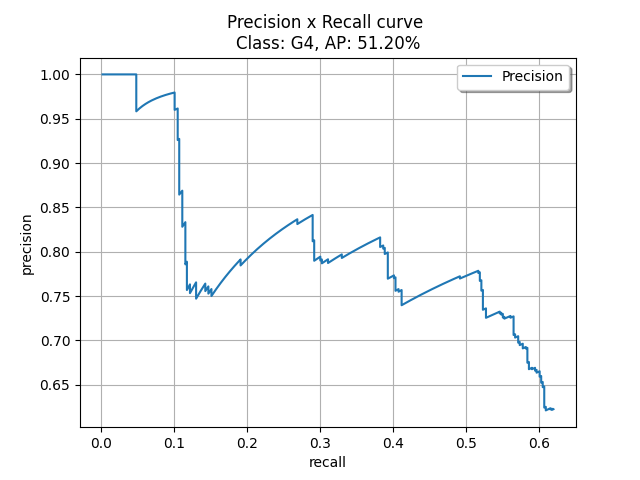 Precision x Recall curve
Class: G4, AP: 51.20%
Precision
1.00
0.95
0.90
0.85
0.80
0.75
0.70
0.65
precision
0.0 0.1 0.2 0.3 0.4 0.5 0.6
recall